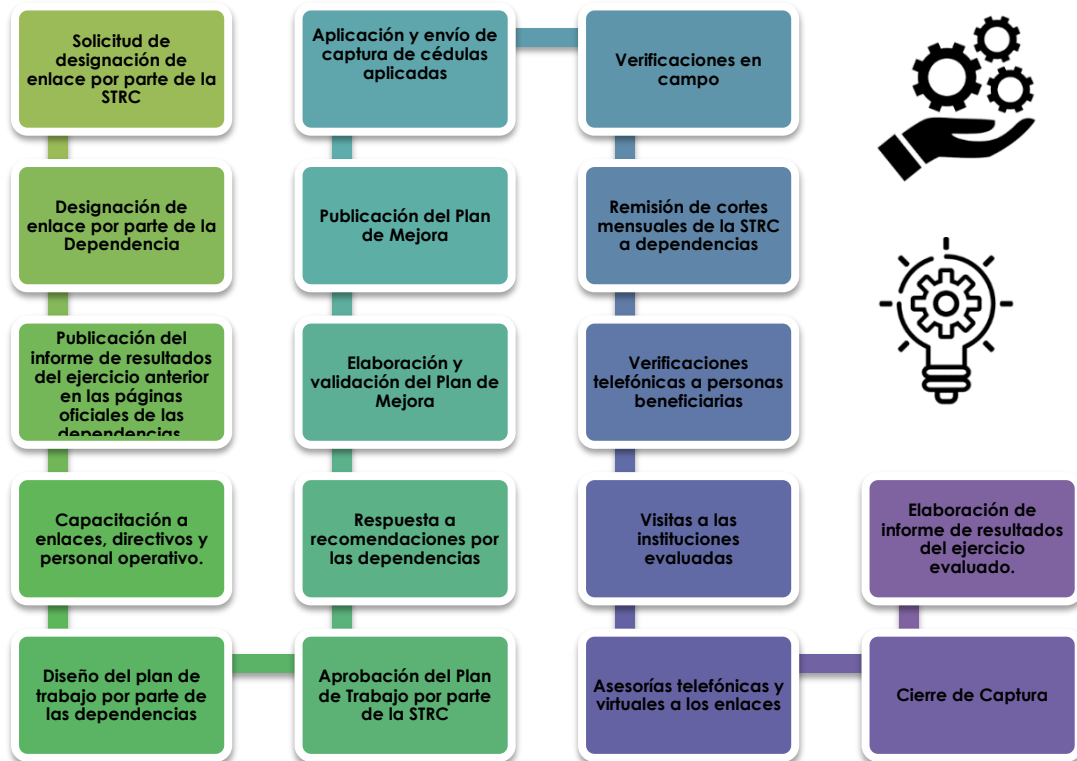 Solicitud de
designación de
enlace por parte de la
STRC
Designación de
enlace por parte de la
Dependencia
Publicación del
informe de resultados
del ejercicio anterior
en las páginas
oficiales de las
dependencias
Capacitación a
enlaces, directivos y
personal operativo.
Diseño del plan de
trabajo por parte de
las dependencias
Aprobación del Plan
de Trabajo por parte
de la STRC
Respuesta a
recomendaciones por
las dependencias
Elaboración y
validación del Plan de
Mejora
Publicación del Plan
de Mejora
Aplicación y envío de
captura de cédulas
aplicadas
Verificaciones en
campo
Remisión de cortes
mensuales de la STRC
a dependencias
Verificaciones
telefónicas a personas
beneficiarias
Visitas a las
instituciones
evaluadas
Asesorías telefónicas y
virtuales a los enlaces
Cierre de Captura
Elaboración de
informe de resultados
del ejercicio
evaluado.